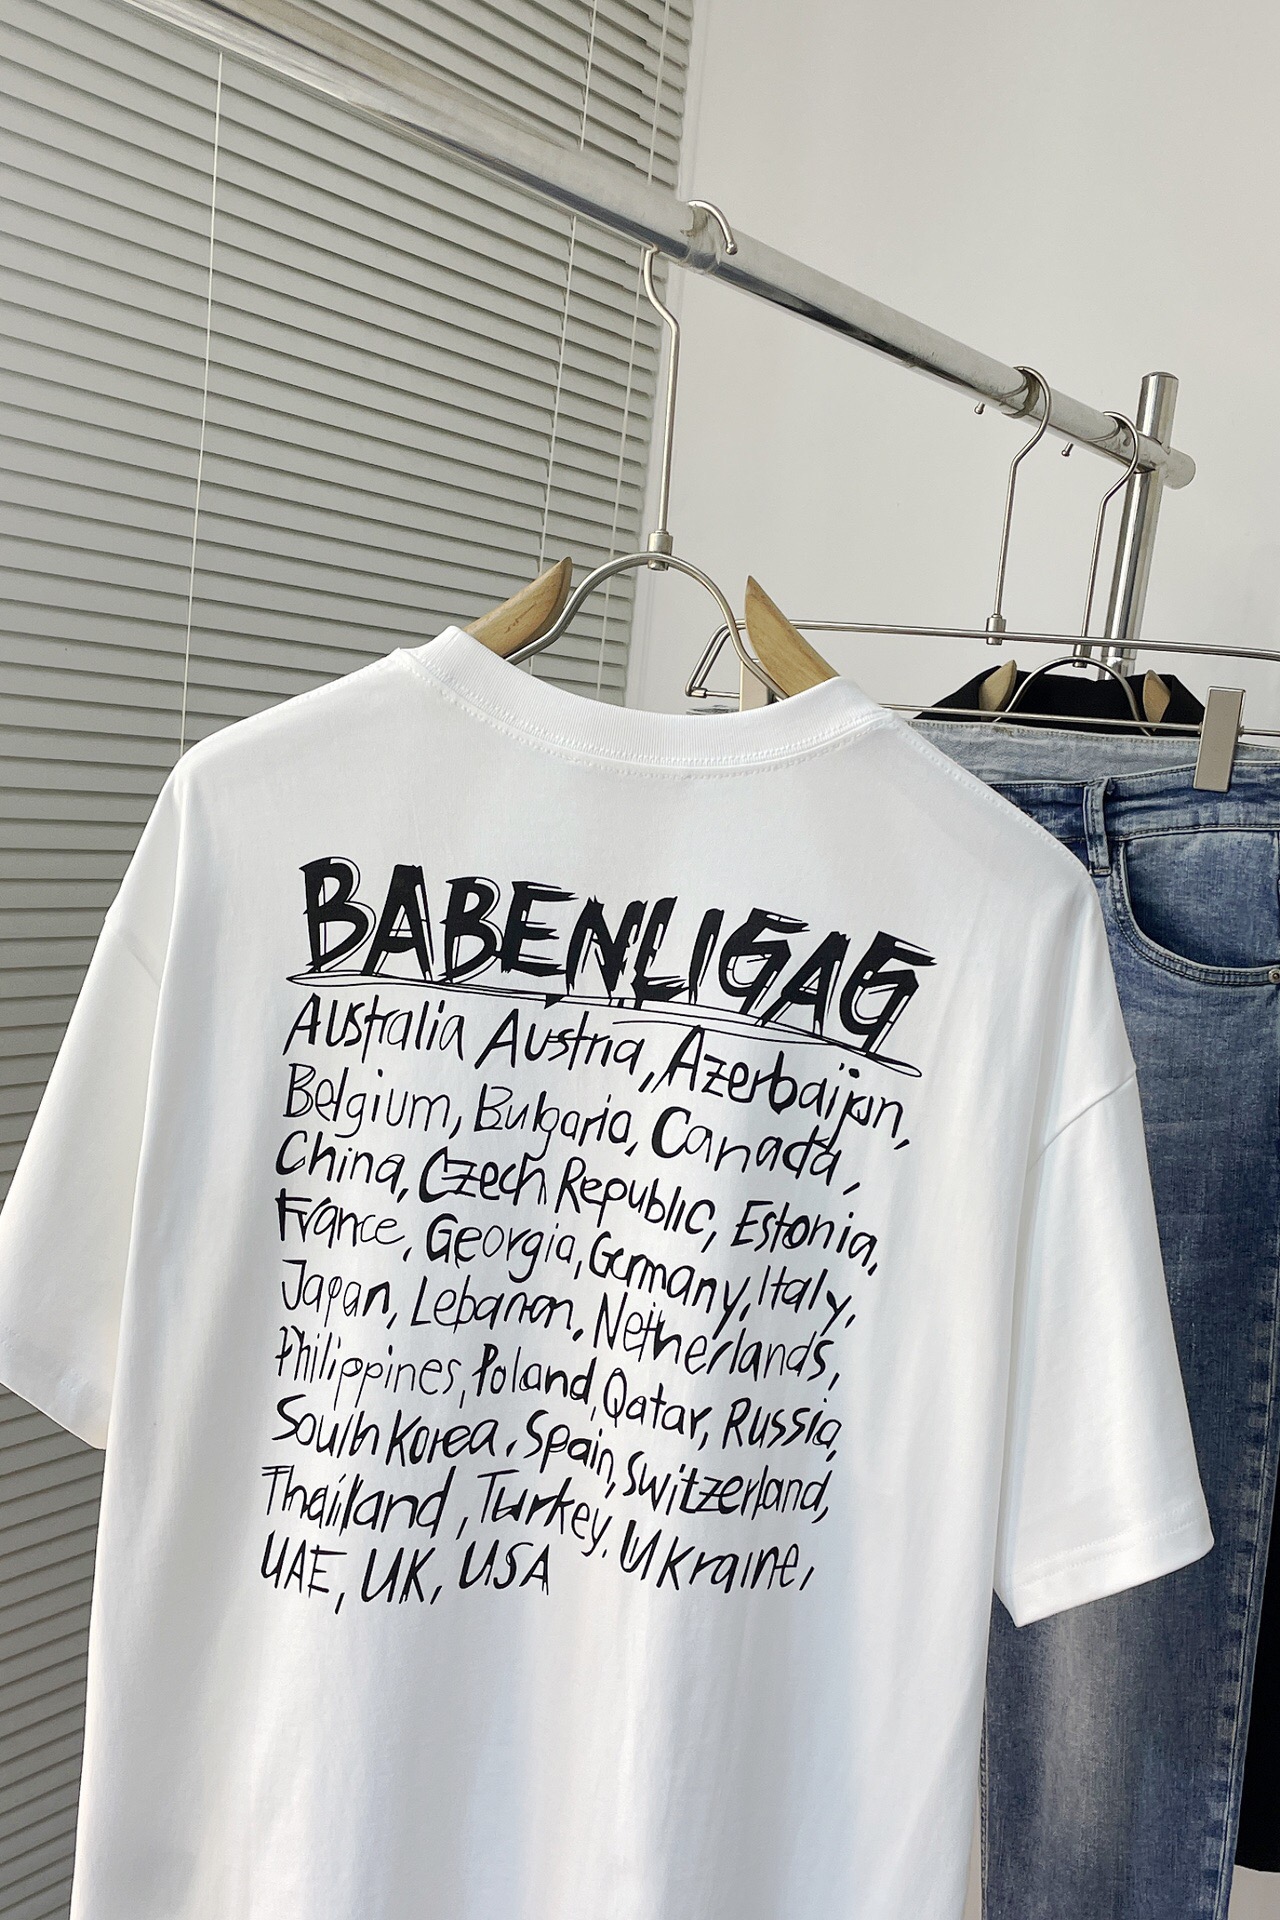 BABENLIGAG
Australia Austria, Azerbaijan,
Belgium, Bulgaria, Canada,
China, Czech Republic, Estonia,
France, Georgia, Germany, Italy,
Japan, Lebanon, Netherlands,
Philippines, Poland, Qatar, Russia,
South Korea, Spain, Switzerland,
Thailand, Turkey, Ukraine,
UAE, UK, USA